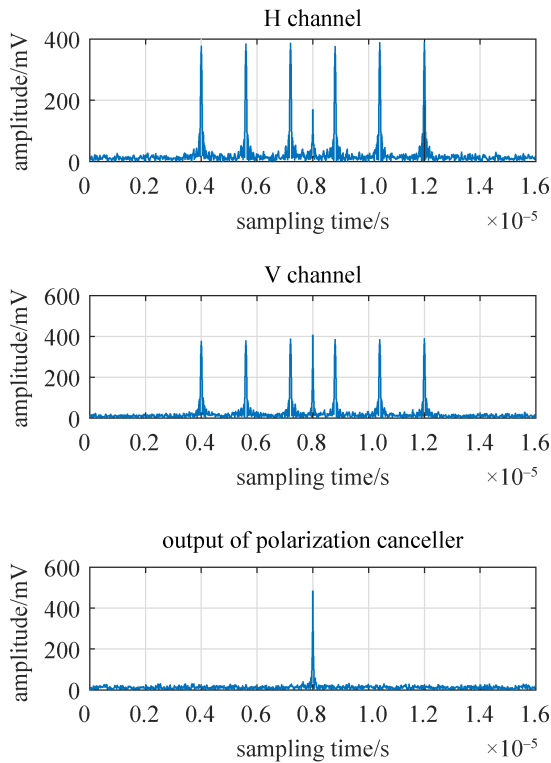 H channel
400
200
0
amplitude/mV
0 0.2 0.4 0.6 0.8 1.0 1.2 1.4 1.6
sampling time/s
×10⁻⁵
V channel
600
400
200
0
amplitude/mV
0 0.2 0.4 0.6 0.8 1.0 1.2 1.4 1.6
sampling time/s
×10⁻⁵
output of polarization canceller
600
400
200
0
amplitude/mV
0 0.2 0.4 0.6 0.8 1.0 1.2 1.4 1.6
sampling time/s
×10⁻⁵